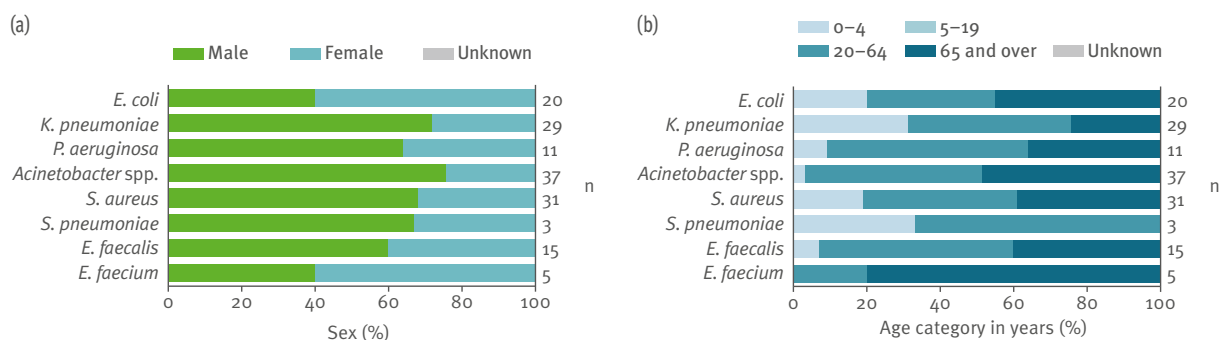 (a)
Male Female Unknown
E. coli 20
K. pneumoniae 29
P. aeruginosa 11
Acinetobacter spp. 37
n
S. aureus 31
S. pneumoniae 3
E. faecalis 15
E. faecium 5
0 20 40 60 80 100
Sex (%)
(b)
0–4 5–19
20–64 65 and over Unknown
E. coli 20
K. pneumoniae 29
P. aeruginosa 11
Acinetobacter spp. 37
n
S. aureus 31
S. pneumoniae 3
E. faecalis 15
E. faecium 5
0 20 40 60 80 100
Age category in years (%)